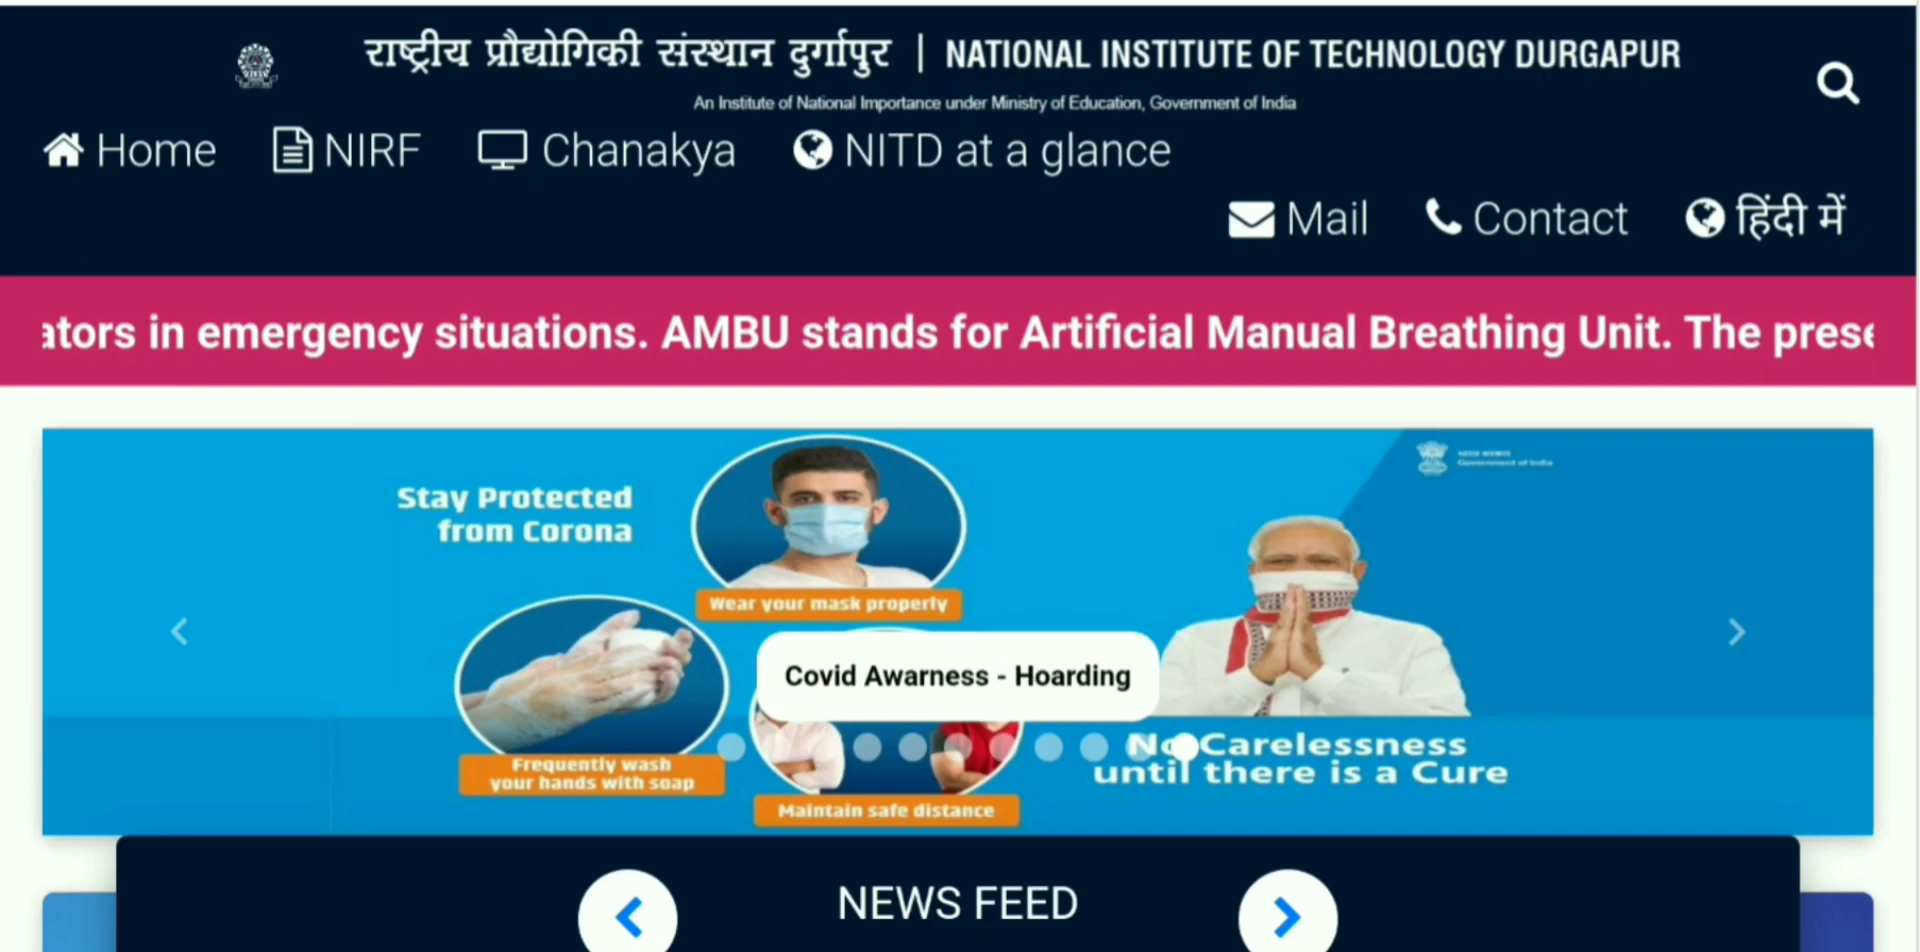 राष्ट्रीय प्रौद्योगिकी संस्थान दुर्गापुर | NATIONAL INSTITUTE OF TECHNOLOGY DURGAPUR
An Institute of National Importance under Ministry of Education, Government of India
Home NIRF Chanakya NITD at a glance
Mail Contact हिंदी में
ators in emergency situations. AMBU stands for Artificial Manual Breathing Unit. The prese
Government of India
Stay Protected
from Corona
Wear your mask properly
Covid Awarness - Hoarding
Frequently wash
your hands with soap
Maintain safe distance
No Carelessness
until there is a Cure
NEWS FEED